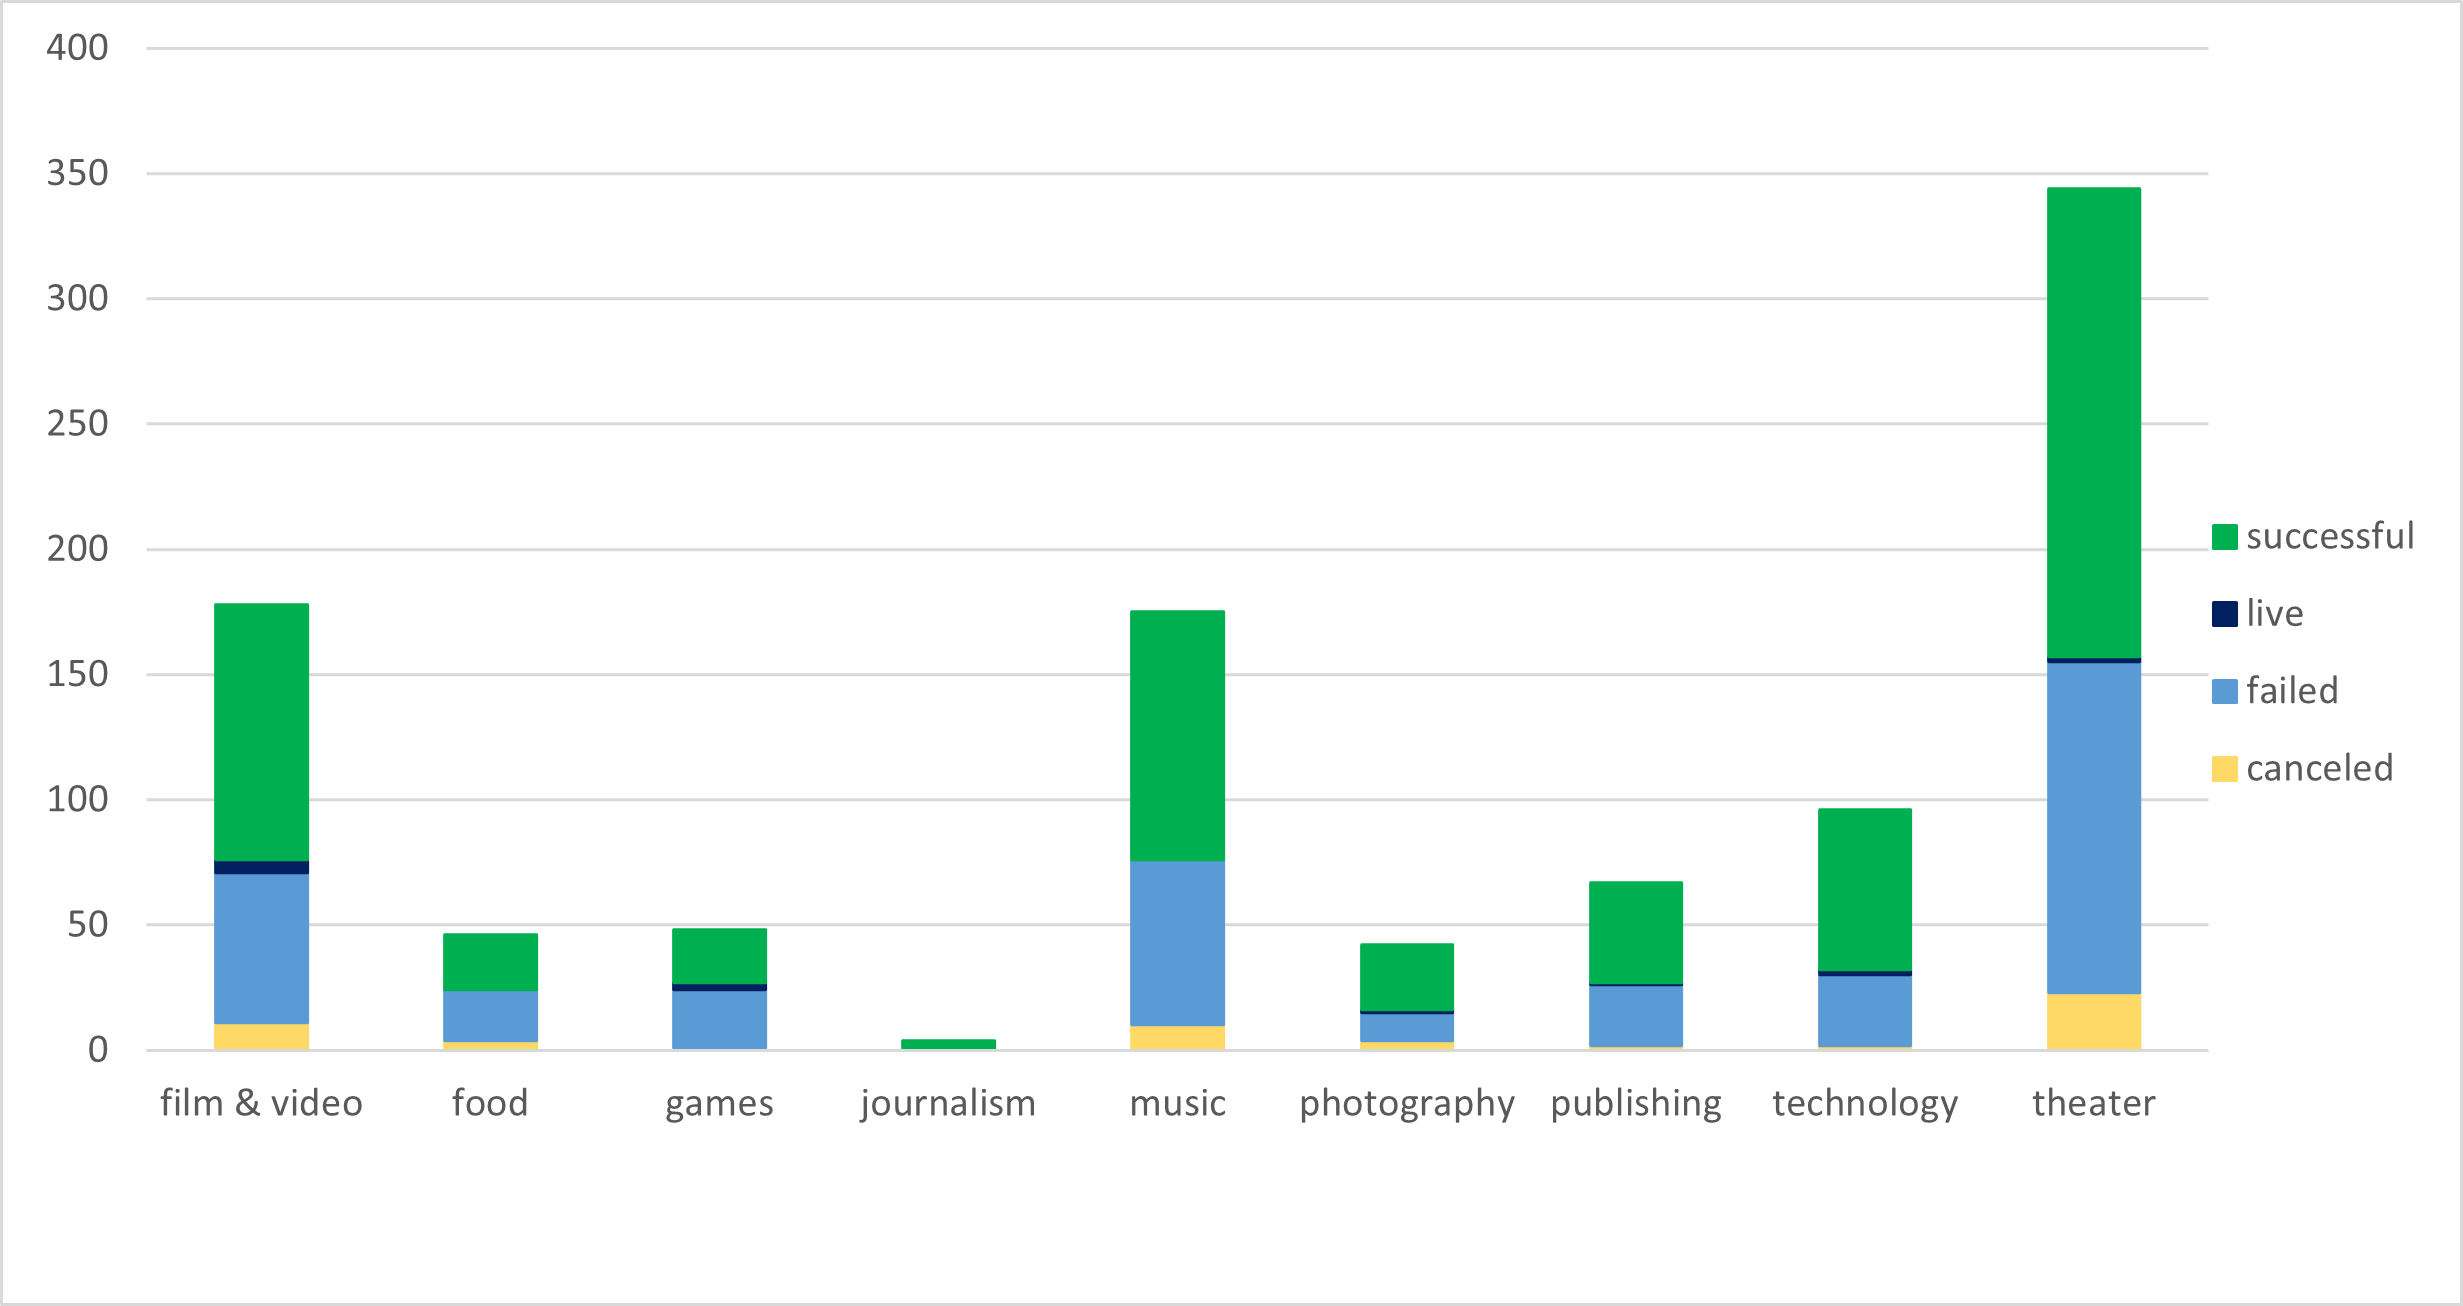 400
350
300
250
200
150
100
50
0
film & video food games journalism music photography publishing technology theater
successful
live
failed
canceled